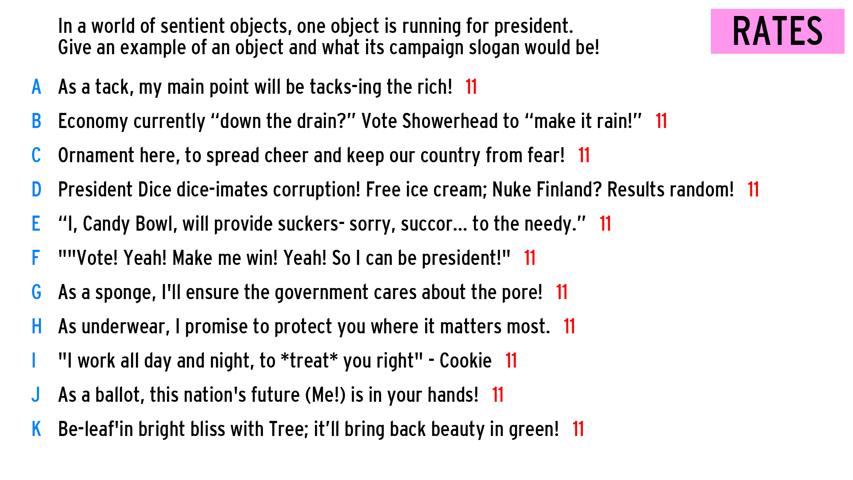 In a world of sentient objects, one object is running for president.
Give an example of an object and what its campaign slogan would be!
RATES
A As a tack, my main point will be tacks-ing the rich! 11
B Economy currently “down the drain?” Vote Showerhead to “make it rain!” 11
C Ornament here, to spread cheer and keep our country from fear! 11
D President Dice dice-imates corruption! Free ice cream; Nuke Finland? Results random! 11
E “I, Candy Bowl, will provide suckers- sorry, succor... to the needy.” 11
F ""Vote! Yeah! Make me win! Yeah! So I can be president!" 11
G As a sponge, I'll ensure the government cares about the pore! 11
H As underwear, I promise to protect you where it matters most. 11
I "I work all day and night, to *treat* you right" - Cookie 11
J As a ballot, this nation's future (Me!) is in your hands! 11
K Be-leaf'in bright bliss with Tree; it’ll bring back beauty in green! 11